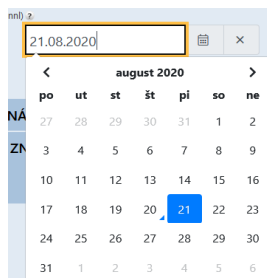 nnl) ?
21.08.2020
august 2020
po ut st št pi so ne
NÁ
27 28 29 30 31 1 2
ZN
3 4 5 6 7 8 9
10 11 12 13 14 15 16
17 18 19 20 21 22 23
24 25 26 27 28 29 30
31 1 2 3 4 5 6